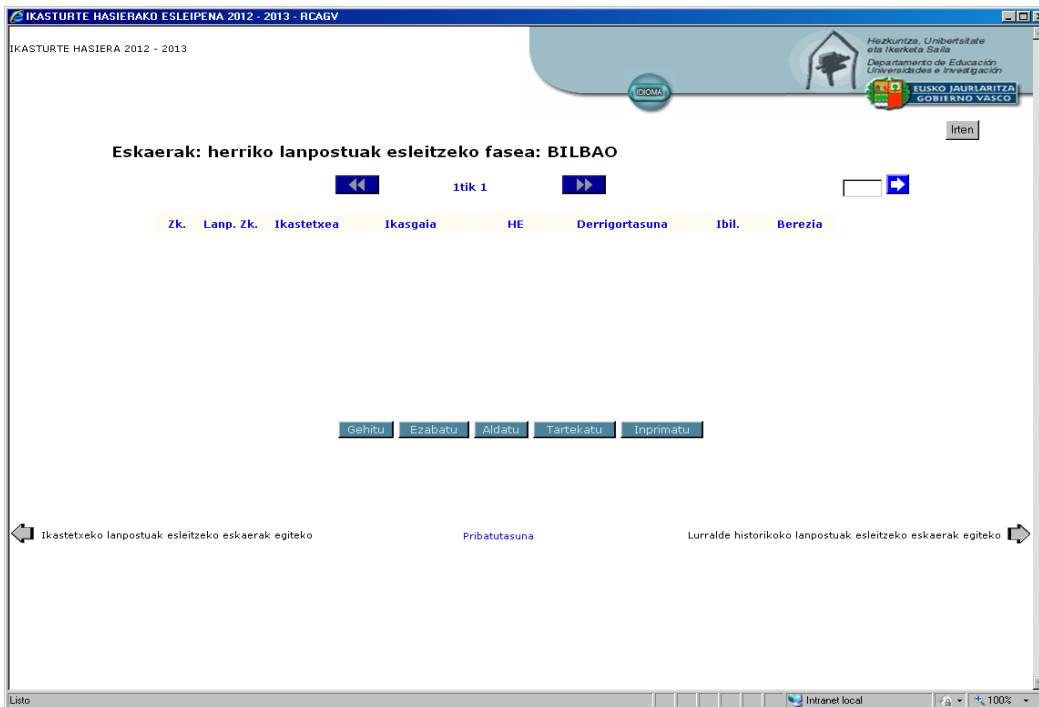 IKASTURTE HASIERAKO ESLEIPENA 2012 - 2013 - RCAGV
IKASTURTE HASIERA 2012 - 2013
Hezkuntza, Unibertsitate
eta Ikerketa Saila
Departamento de Educación
Universidades e Investigación
IDIOMA
EUSKO JAURLARITZA
GOBIERNO VASCO
Irten
Eskaerak: herriko lanpostuak esleitzeko fasea: BILBAO
1tik 1
Zk. Lanp. Zk. Ikastetxea Ikasgaia HE Derrigortasuna Ibil. Berezia
Gehitu Ezabatu Aldatu Tartekatu Inprimatu
Ikastetxeko lanpostuak esleitzeko eskaerak egiteko Pribatutasuna Lurralde historikoko lanpostuak esleitzeko eskaerak egiteko
Listo Intranet local 100%